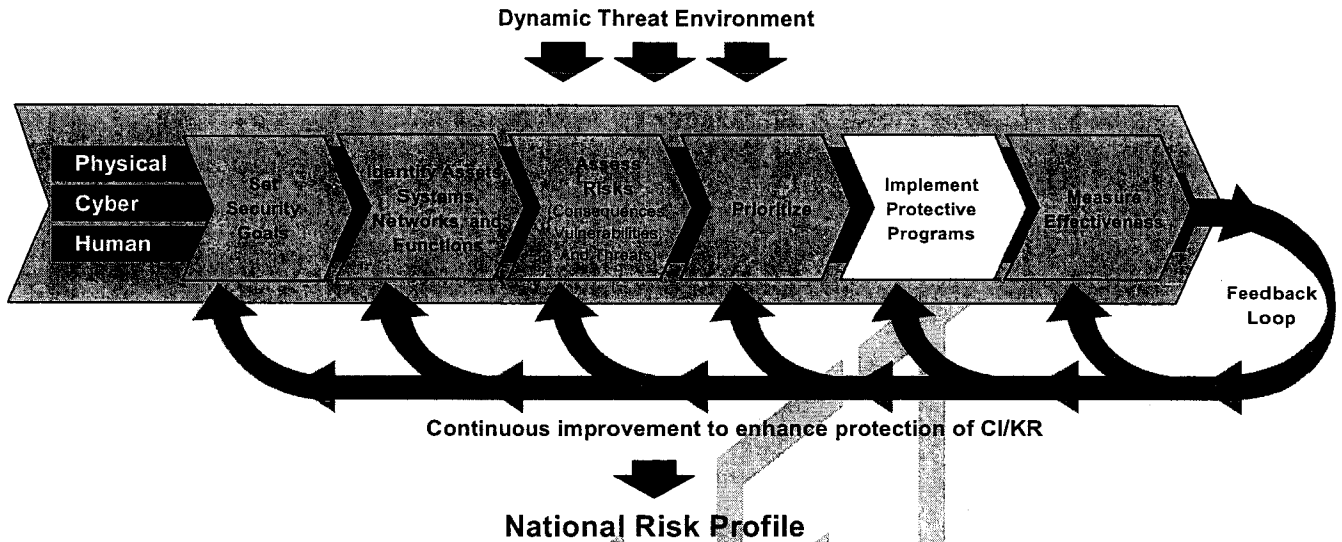 Dynamic Threat Environment
Physical
Cyber
Human
Set
Security
Goals
Identify Assets
Systems,
Networks, and
Functions
Assess
Risks
(Consequences,
Vulnerabilities
And Threats)
Prioritize
Implement
Protective
Programs
Measure
Effectiveness
Feedback
Loop
Continuous improvement to enhance protection of CI/KR
National Risk Profile